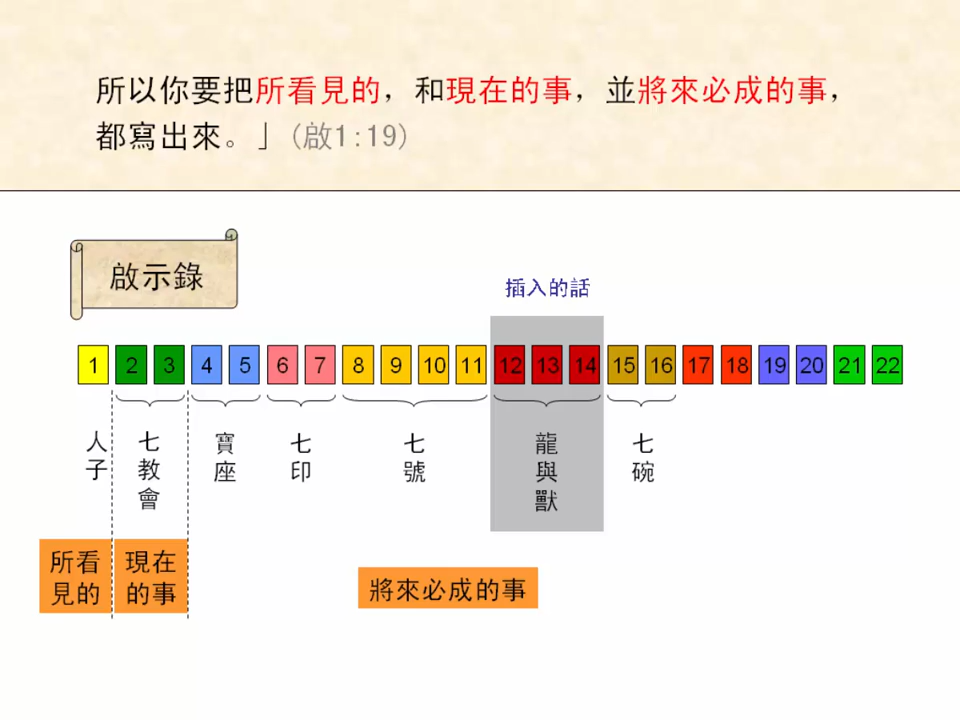 所以你要把所看見的，和現在的事，並將來必成的事，
都寫出來。」(啟1:19)
啟示錄
插入的話
1 2 3 4 5 6 7 8 9 10 11 12 13 14 15 16 17 18 19 20 21 22
人子
七教會
寶座
七印
七號
龍與獸
七碗
所看
見的
現在
的事
將來必成的事